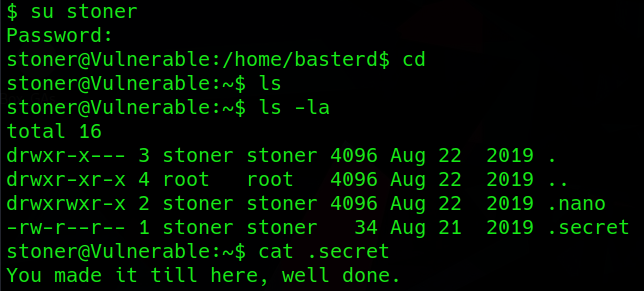 $ su stoner
Password:
stoner@Vulnerable:/home/basterd$ cd
stoner@Vulnerable:~$ ls
stoner@Vulnerable:~$ ls -la
total 16
drwxr-x--- 3 stoner stoner 4096 Aug 22  2019 .
drwxr-xr-x 4 root   root   4096 Aug 22  2019 ..
drwxrwxr-x 2 stoner stoner 4096 Aug 22  2019 .nano
-rw-r--r-- 1 stoner stoner   34 Aug 21  2019 .secret
stoner@Vulnerable:~$ cat .secret
You made it till here, well done.